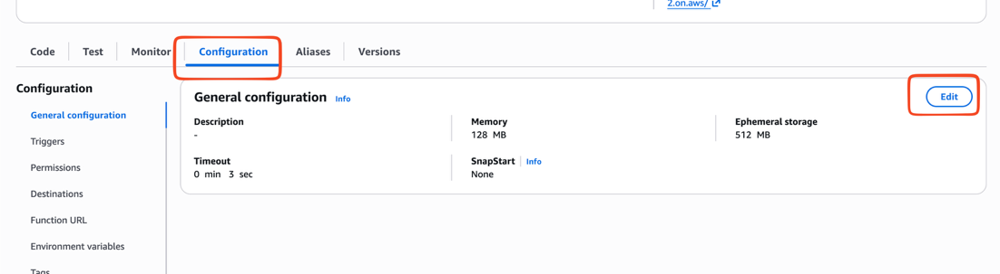 2.on.aws/
Code Test Monitor Configuration Aliases Versions
Configuration
General configuration
Triggers
Permissions
Destinations
Function URL
Environment variables
Tags
General configuration Info
Edit
Description
-
Memory
128 MB
Ephemeral storage
512 MB
Timeout
0 min 3 sec
SnapStart Info
None